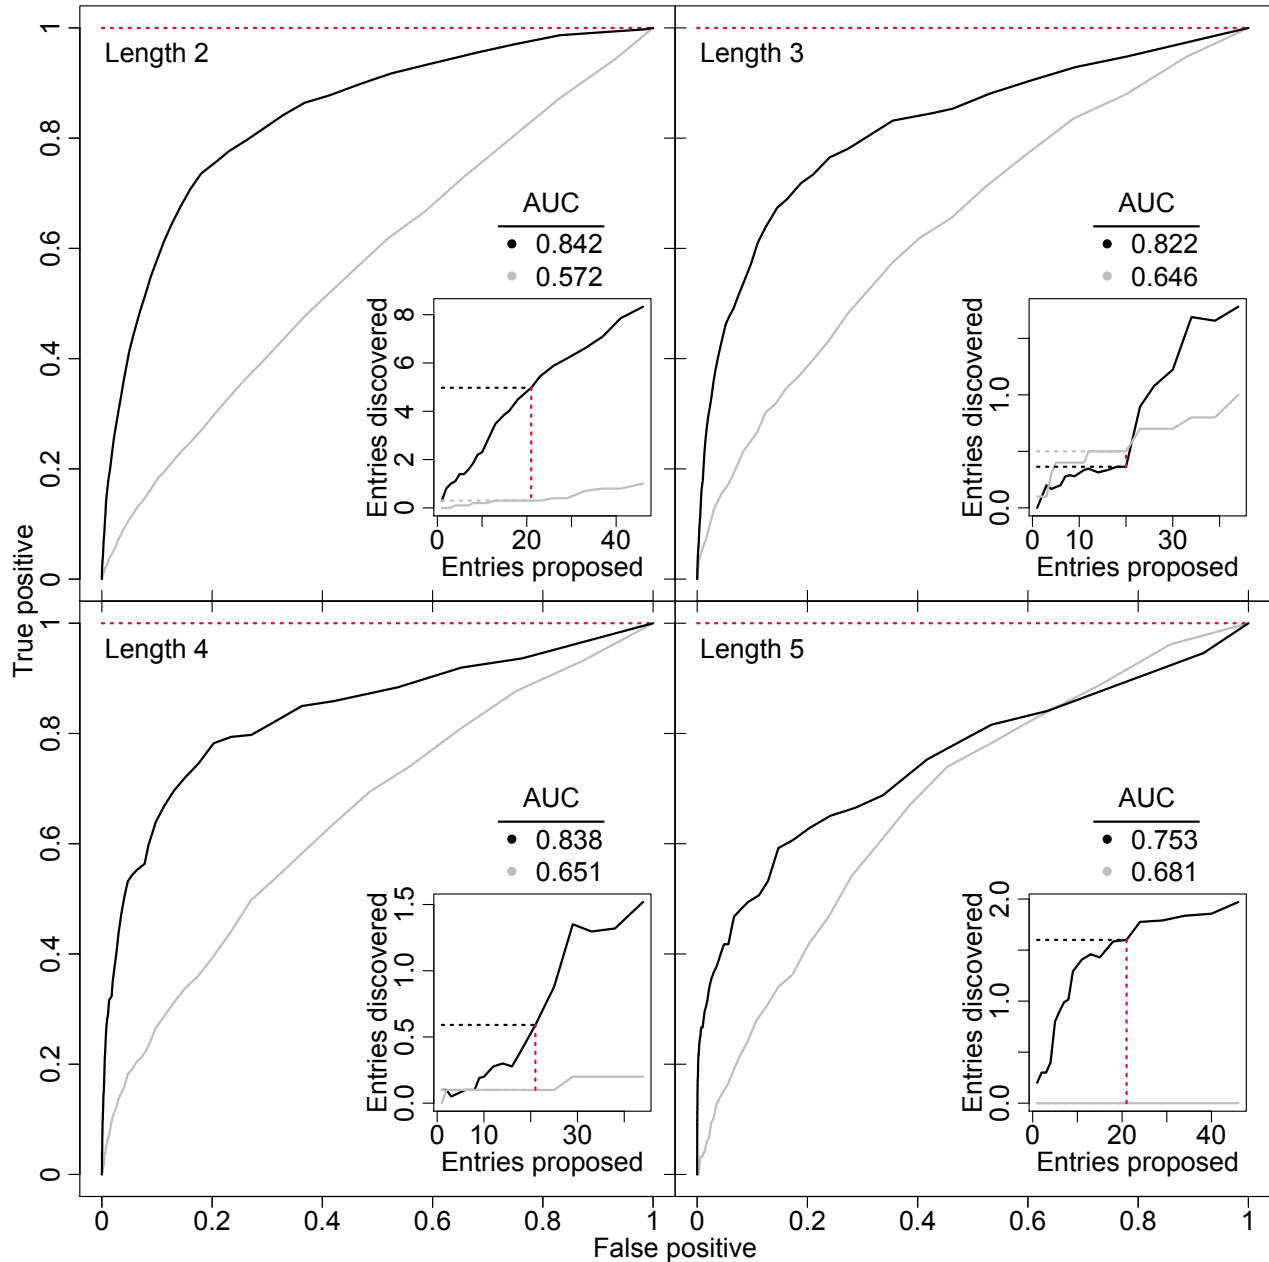 True positive
False positive
Length 2
1
0.8
0.6
0.4
0.2
0
AUC
0.842
0.572
Entries discovered
8
6
4
2
0
0 20 40
Entries proposed
Length 3
AUC
0.822
0.646
Entries discovered
1.0
0.0
0 10 30
Entries proposed
Length 4
1
0.8
0.6
0.4
0.2
0
AUC
0.838
0.651
Entries discovered
1.5
1.0
0.5
0.0
0 10 30
Entries proposed
0 0.2 0.4 0.6 0.8 1
Length 5
AUC
0.753
0.681
Entries discovered
2.0
1.0
0.0
0 20 40
Entries proposed
0 0.2 0.4 0.6 0.8 1